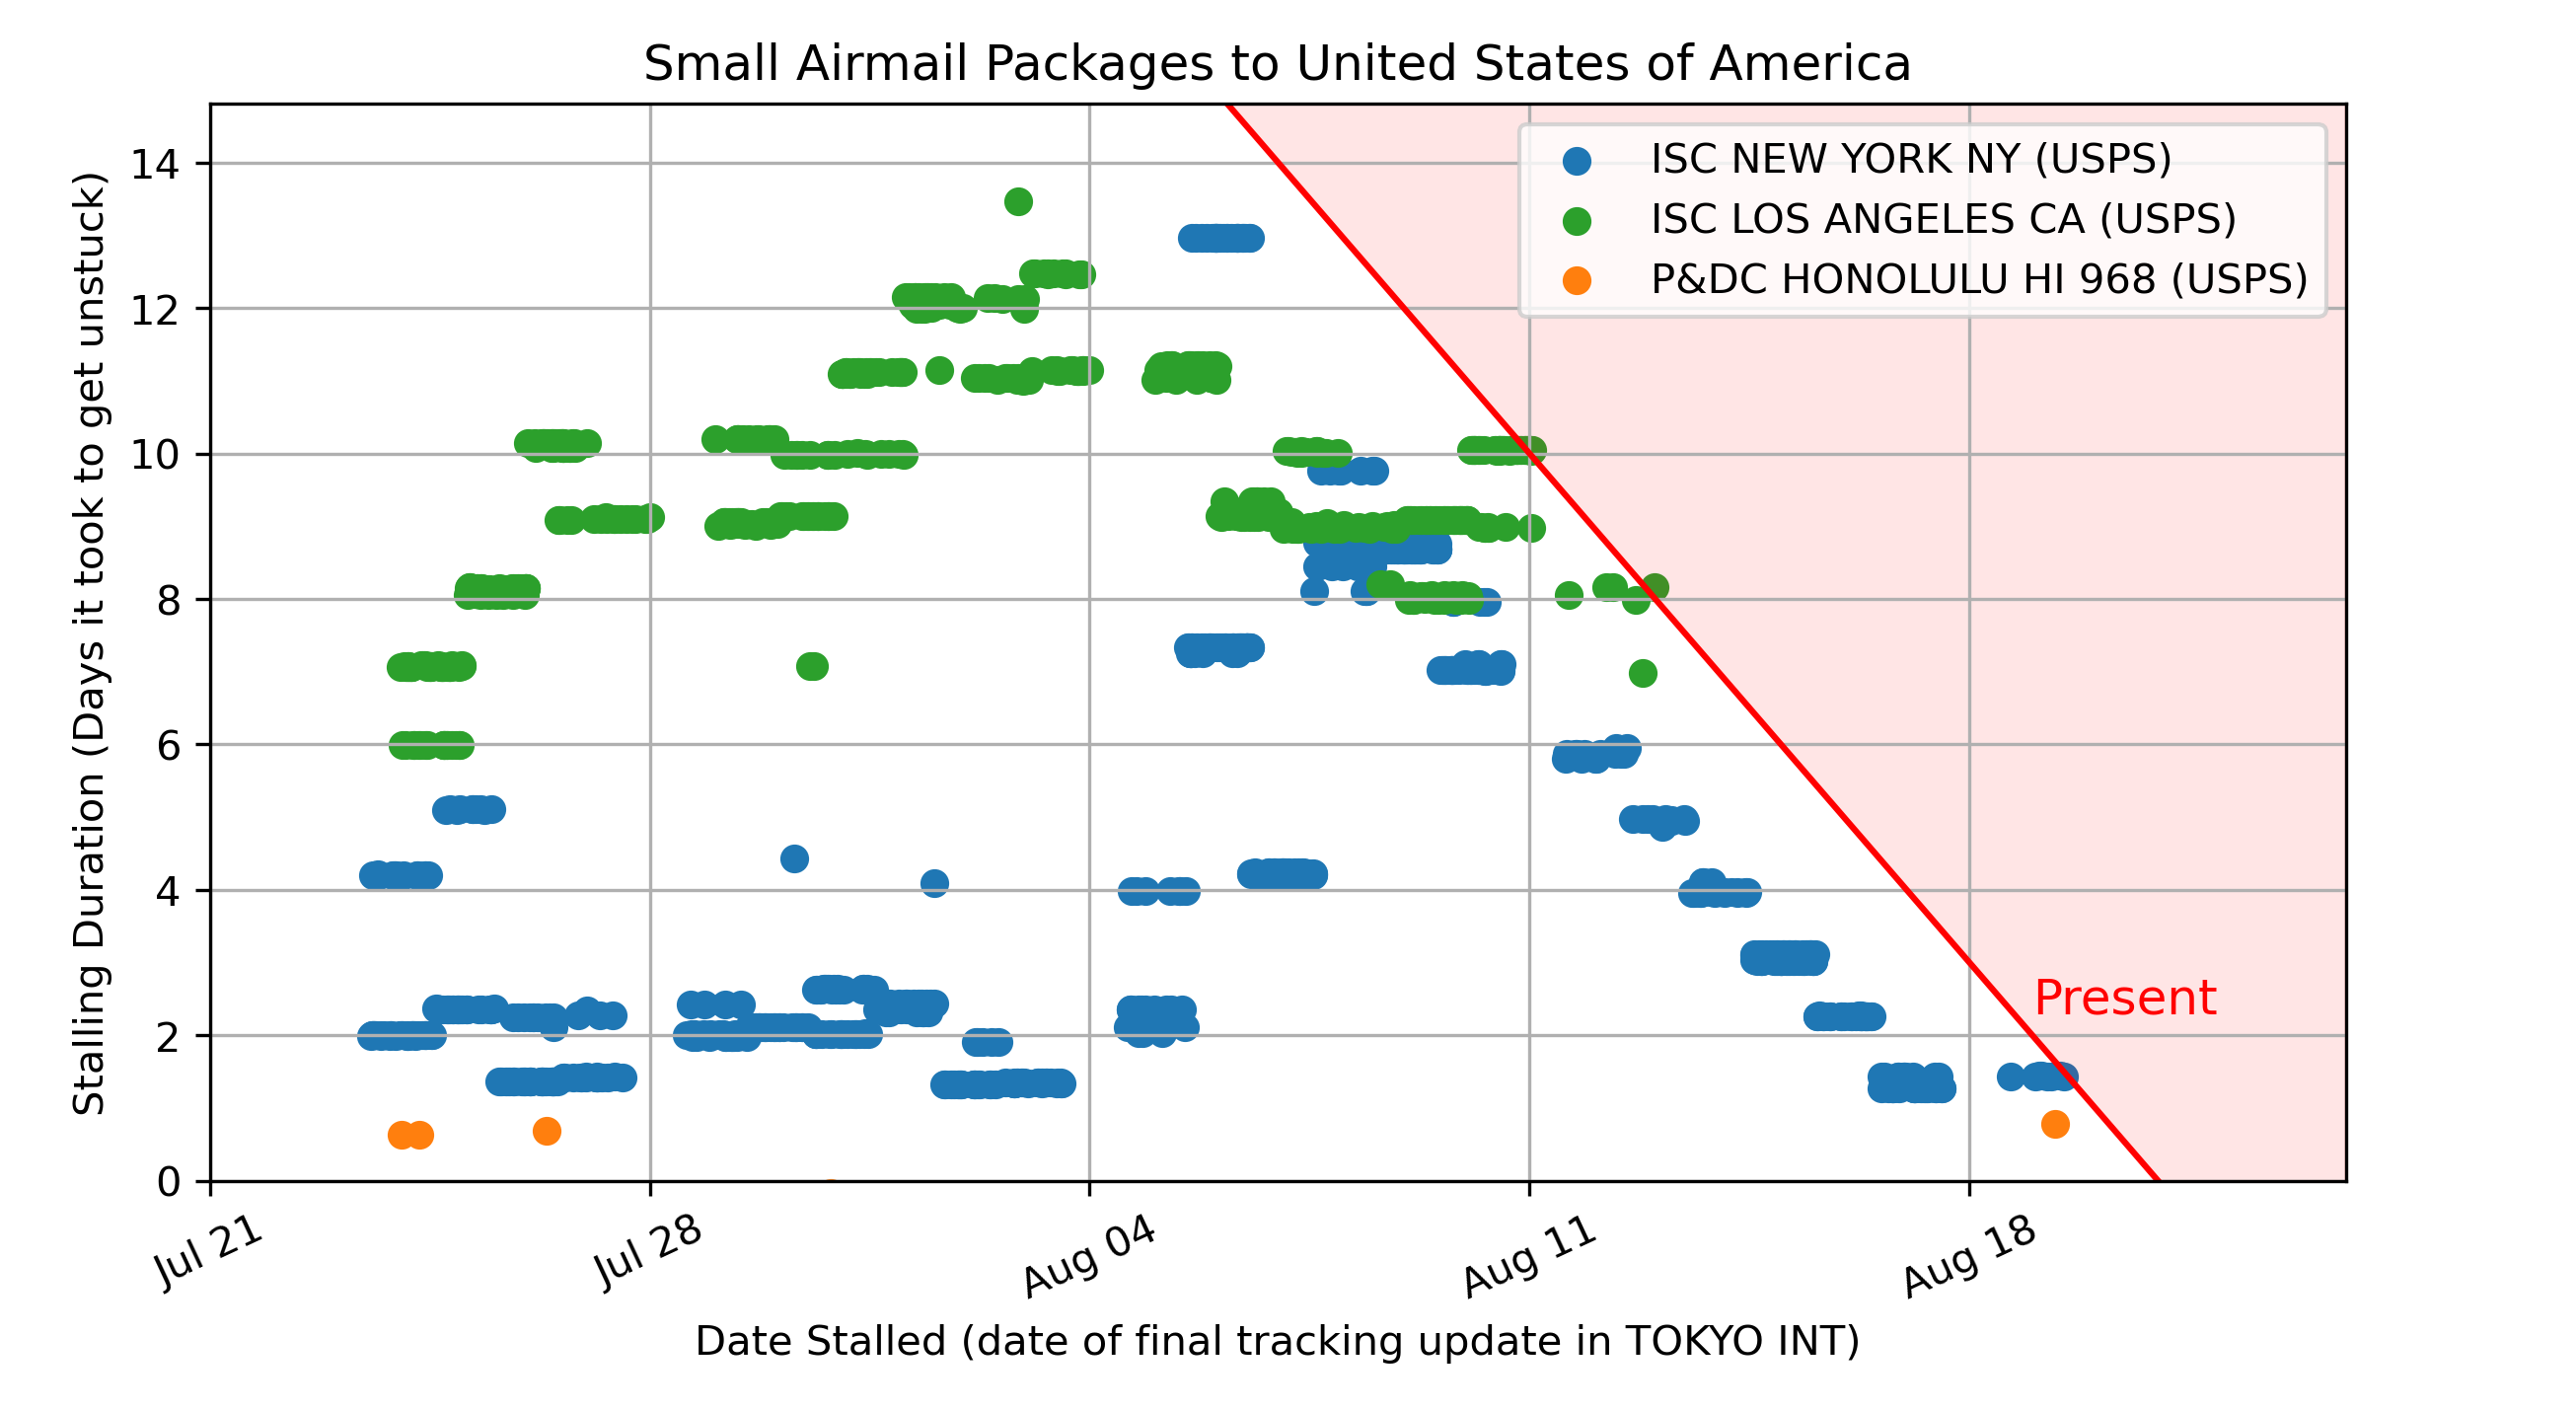 Small Airmail Packages to United States of America
ISC NEW YORK NY (USPS)
ISC LOS ANGELES CA (USPS)
P&DC HONOLULU HI 968 (USPS)
Stalling Duration (Days it took to get unstuck)
14
12
10
8
6
4
2
0
Present
Jul 21
Jul 28
Aug 04
Aug 11
Aug 18
Date Stalled (date of final tracking update in TOKYO INT)